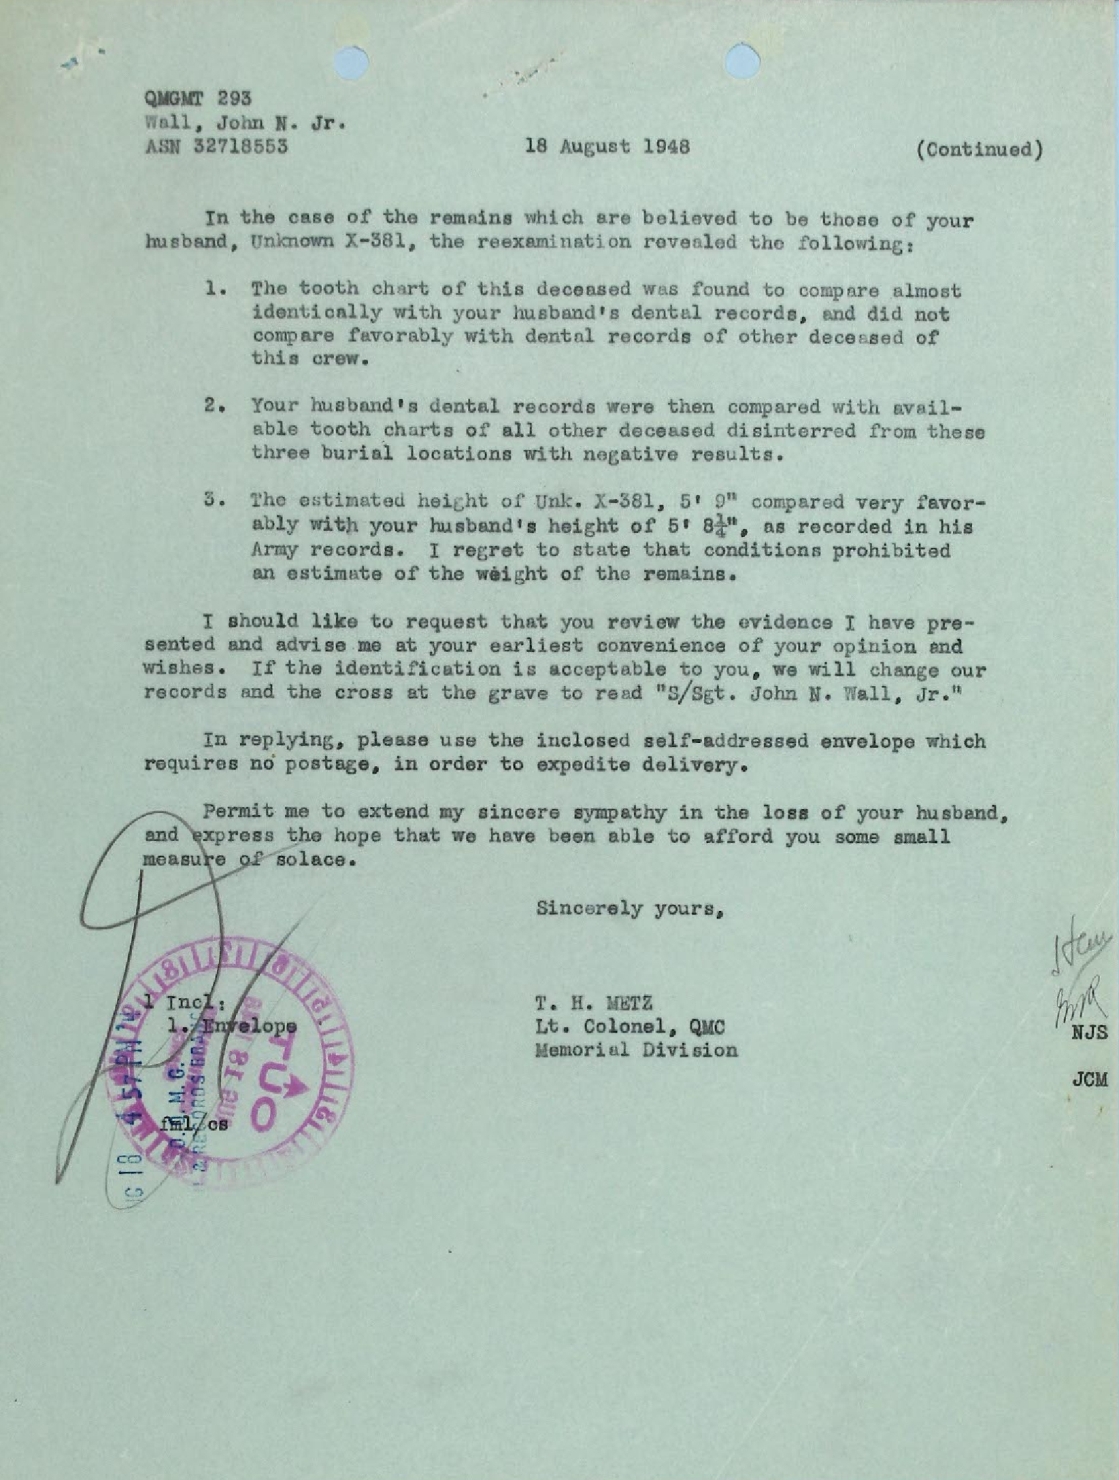 QMGMT 293
Wall, John N. Jr.
ASN 32718553
18 August 1948
(Continued)
In the case of the remains which are believed to be those of your
husband, Unknown X-381, the reexamination revealed the following:
1. The tooth chart of this deceased was found to compare almost
identically with your husband's dental records, and did not
compare favorably with dental records of other deceased of
this crew.
2. Your husband's dental records were then compared with avail-
able tooth charts of all other deceased disinterred from these
three burial locations with negative results.
3. The estimated height of Unk. X-381, 5' 9" compared very favor-
ably with your husband's height of 5' 8¼", as recorded in his
Army records. I regret to state that conditions prohibited
an estimate of the weight of the remains.
I should like to request that you review the evidence I have pre-
sented and advise me at your earliest convenience of your opinion and
wishes. If the identification is acceptable to you, we will change our
records and the cross at the grave to read "S/Sgt. John N. Wall, Jr."
In replying, please use the inclosed self-addressed envelope which
requires no postage, in order to expedite delivery.
Permit me to extend my sincere sympathy in the loss of your husband,
and express the hope that we have been able to afford you some small
measure of solace.
Sincerely yours,
1 Incl:
1. Envelope
T. H. METZ
Lt. Colonel, QMC
Memorial Division
NJS
JCM
fml/cs
OUT
18
4 57 PM